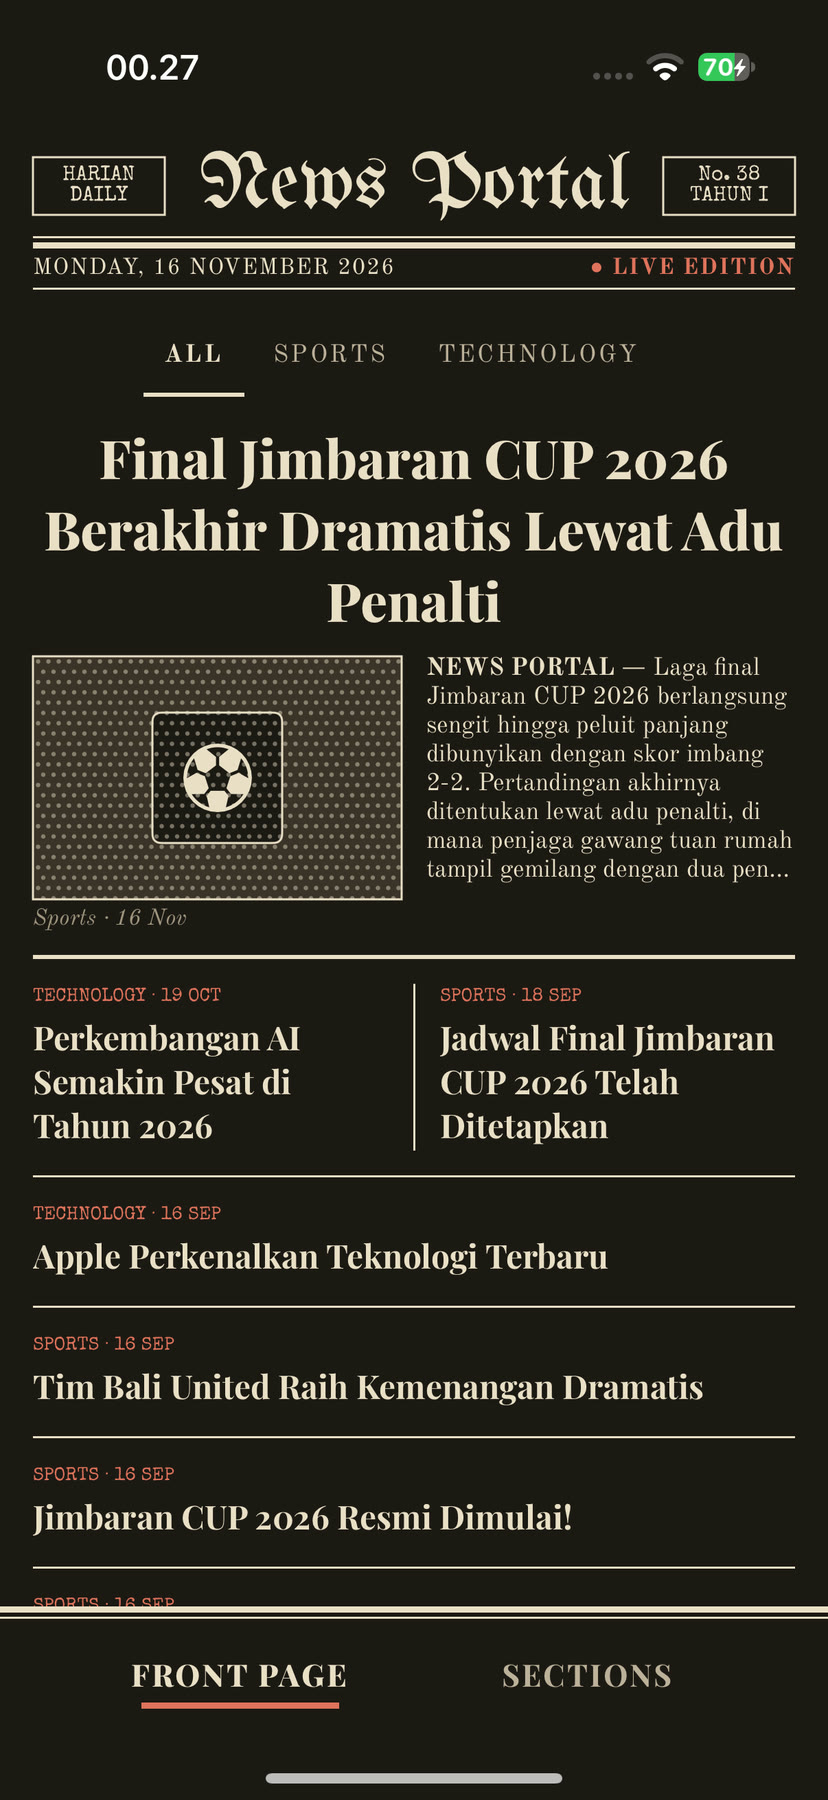 00.27
70
HARIAN
DAILY
News Portal
No. 38
TAHUN I
MONDAY, 16 NOVEMBER 2026
• LIVE EDITION
ALL
SPORTS
TECHNOLOGY
Final Jimbaran CUP 2026
Berakhir Dramatis Lewat Adu
Penalti
NEWS PORTAL — Laga final
Jimbaran CUP 2026 berlangsung
sengit hingga peluit panjang
dibunyikan dengan skor imbang
2-2. Pertandingan akhirnya
ditentukan lewat adu penalti, di
mana penjaga gawang tuan rumah
tampil gemilang dengan dua pen...
Sports · 16 Nov
TECHNOLOGY · 19 OCT
Perkembangan AI
Semakin Pesat di
Tahun 2026
SPORTS · 18 SEP
Jadwal Final Jimbaran
CUP 2026 Telah
Ditetapkan
TECHNOLOGY · 16 SEP
Apple Perkenalkan Teknologi Terbaru
SPORTS · 16 SEP
Tim Bali United Raih Kemenangan Dramatis
SPORTS · 16 SEP
Jimbaran CUP 2026 Resmi Dimulai!
SPORTS · 16 SEP
FRONT PAGE
SECTIONS